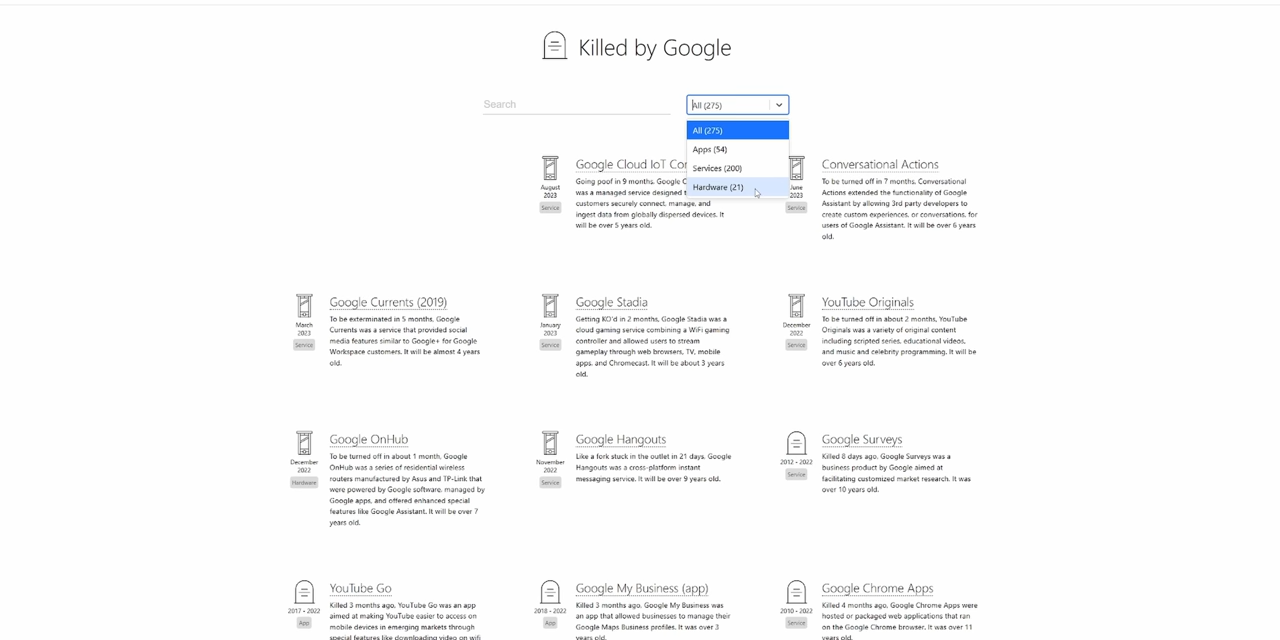 Killed by Google
Search
All (275)
All (275)
Apps (54)
Services (200)
Hardware (21)
August
2023
Service
Google Cloud IoT
Going poof in 9 months, Google
was a managed service designed
customers securely connect, manage, and
ingest data from globally dispersed devices. It
will be over 5 years old.
June
2023
Service
Conversational Actions
To be turned off in 7 months, Conversational
Actions extended the functionality of Google
Assistant by allowing 3rd party developers to
create custom experiences, or conversations, for
users of Google Assistant. It will be over 6 years
old.
March
2023
Service
Google Currents (2019)
To be exterminated in 5 months, Google
Currents was a service that provided social
media features similar to Google+ for Google
Workspace customers. It will be almost 4 years
old.
January
2023
Service
Google Stadia
Getting KO'd in 2 months, Google Stadia was a
cloud gaming service combining a WiFi gaming
controller and allowed users to stream
gameplay through web browsers, TV, mobile
apps, and Chromecast. It will be about 3 years
old.
December
2022
Service
YouTube Originals
To be turned off in about 2 months, YouTube
Originals was a variety of original content
including scripted series, educational videos,
and music and celebrity programming. It will be
over 6 years old.
December
2022
Hardware
Google OnHub
To be turned off in about 1 month, Google
OnHub was a series of residential wireless
routers manufactured by Asus and TP-Link that
were powered by Google software, managed by
Google apps, and offered enhanced special
features like Google Assistant. It will be over 7
years old.
November
2022
Service
Google Hangouts
Like a fork stuck in the outlet in 21 days, Google
Hangouts was a cross-platform instant
messaging service. It will be over 9 years old.
2012 - 2022
Service
Google Surveys
Killed 8 days ago, Google Surveys was a
business product by Google aimed at
facilitating customized market research. It was
over 10 years old.
2017 - 2022
App
YouTube Go
Killed 3 months ago, YouTube Go was an app
aimed at making YouTube easier to access on
mobile devices in emerging markets through
special features like downloading video on wifi
2018 - 2022
App
Google My Business (app)
Killed 3 months ago, Google My Business was
an app that allowed businesses to manage their
Google Maps Business profiles. It was over 3
years old.
2010 - 2022
Service
Google Chrome Apps
Killed 4 months ago, Google Chrome Apps were
hosted or packaged web applications that ran
on the Google Chrome browser. It was over 11
years old.